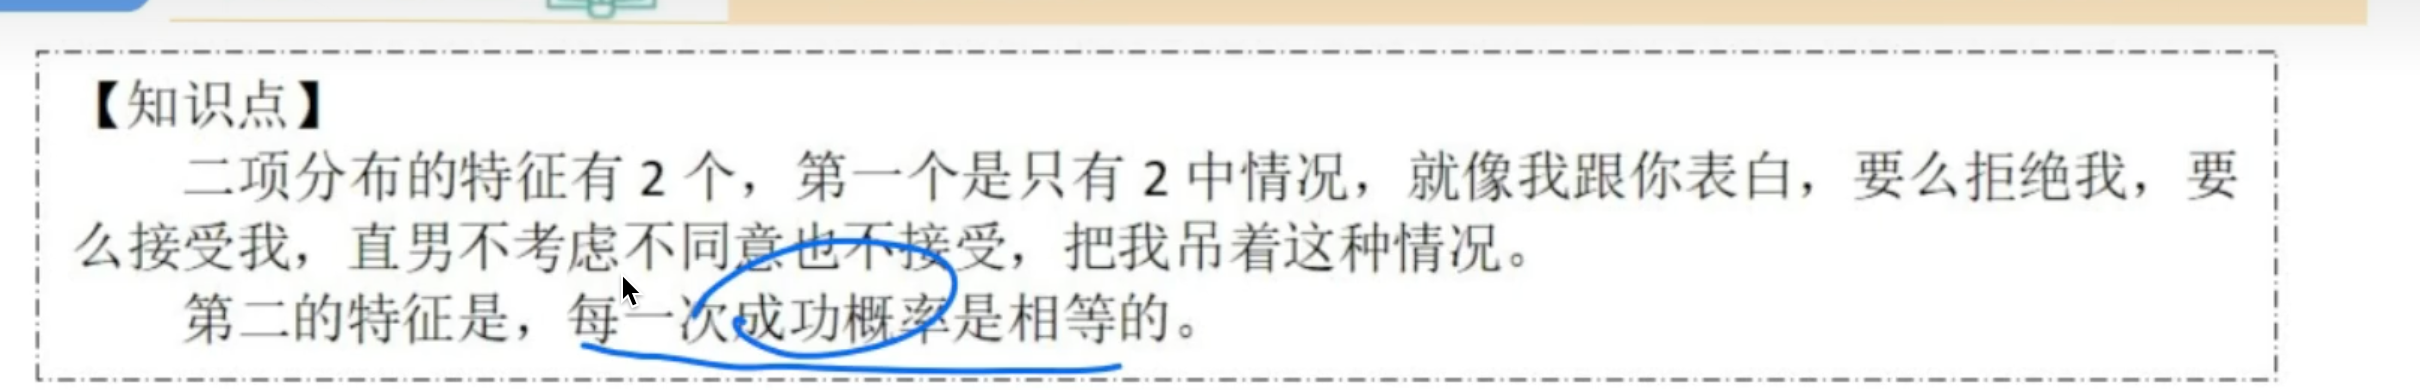 【知识点】
二项分布的特征有 2 个，第一个是只有 2 中情况，就像我跟你表白，要么拒绝我，要
么接受我，直男不考虑不同意也不接受，把我吊着这种情况。
第二的特征是，每一次成功概率是相等的。